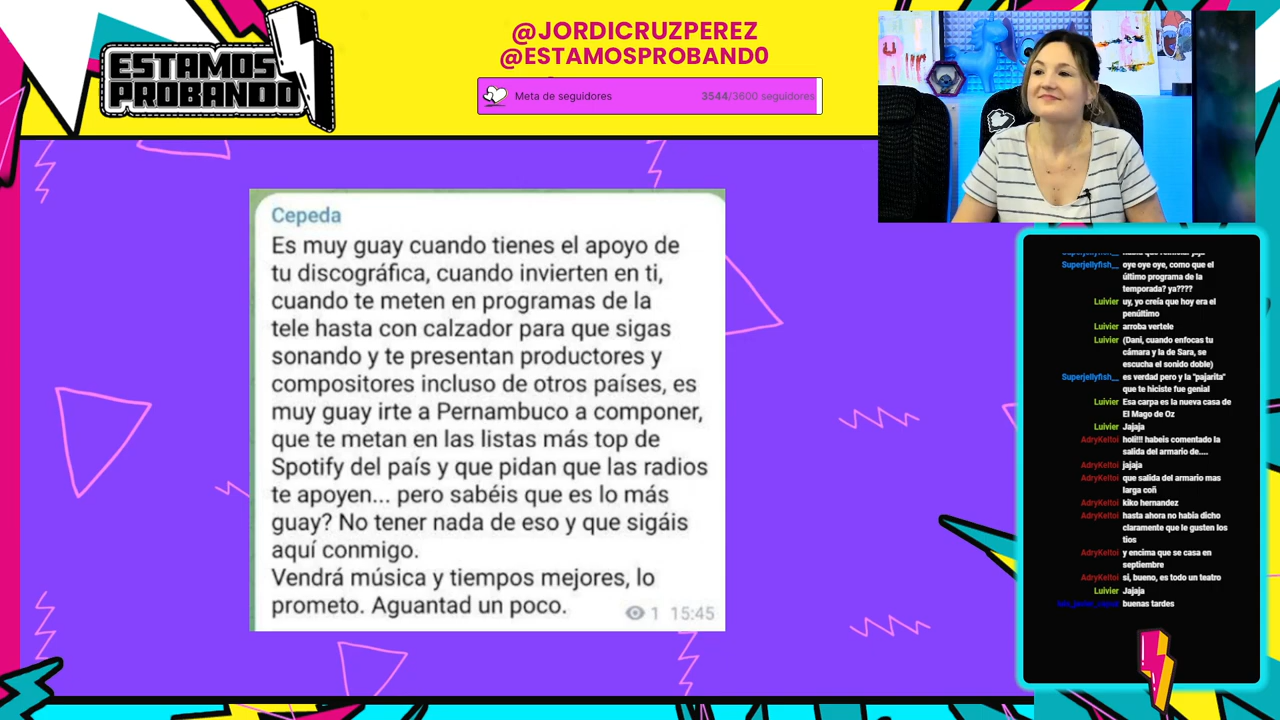 ESTAMOS
PROBANDO
@JORDICRUZPEREZ
@ESTAMOSPROBAND0
Meta de seguidores
3544/3600 seguidores
Cepeda
Es muy guay cuando tienes el apoyo de
tu discográfica, cuando invierten en ti,
cuando te meten en programas de la
tele hasta con calzador para que sigas
sonando y te presentan productores y
compositores incluso de otros países, es
muy guay irte a Pernambuco a componer,
que te metan en las listas más top de
Spotify del país y que pidan que las radios
te apoyen... pero sabéis que es lo más
guay? No tener nada de eso y que sigáis
aquí conmigo.
Vendrá música y tiempos mejores, lo
prometo. Aguantad un poco.
1 15:45
Superjellyfish__ oye oye oye, como que el
último programa de la
temporada? ya????
Luivier uy, yo creía que hoy era el
penúltimo
Luivier arroba vertele
Luivier (Dani, cuando enfocas tu
cámara y la de Sara, se
escucha el sonido doble)
Superjellyfish__ es verdad pero y la "pajarita"
que te hiciste fue genial
Luivier Esa carpa es la nueva casa de
El Mago de Oz
Luivier Jajaja
AdryKeitoi holi!!! habeis comentado la
salida del armario de....
AdryKeitoi jajaja
AdryKeitoi que salida del armario mas
larga coñ
AdryKeitoi kiko hernandez
AdryKeitoi hasta ahora no habia dicho
claramente que le gusten los
tios
AdryKeitoi y encima que se casa en
septiembre
AdryKeitoi si, bueno, es todo un teatro
Luivier Jajaja
buenas tardes